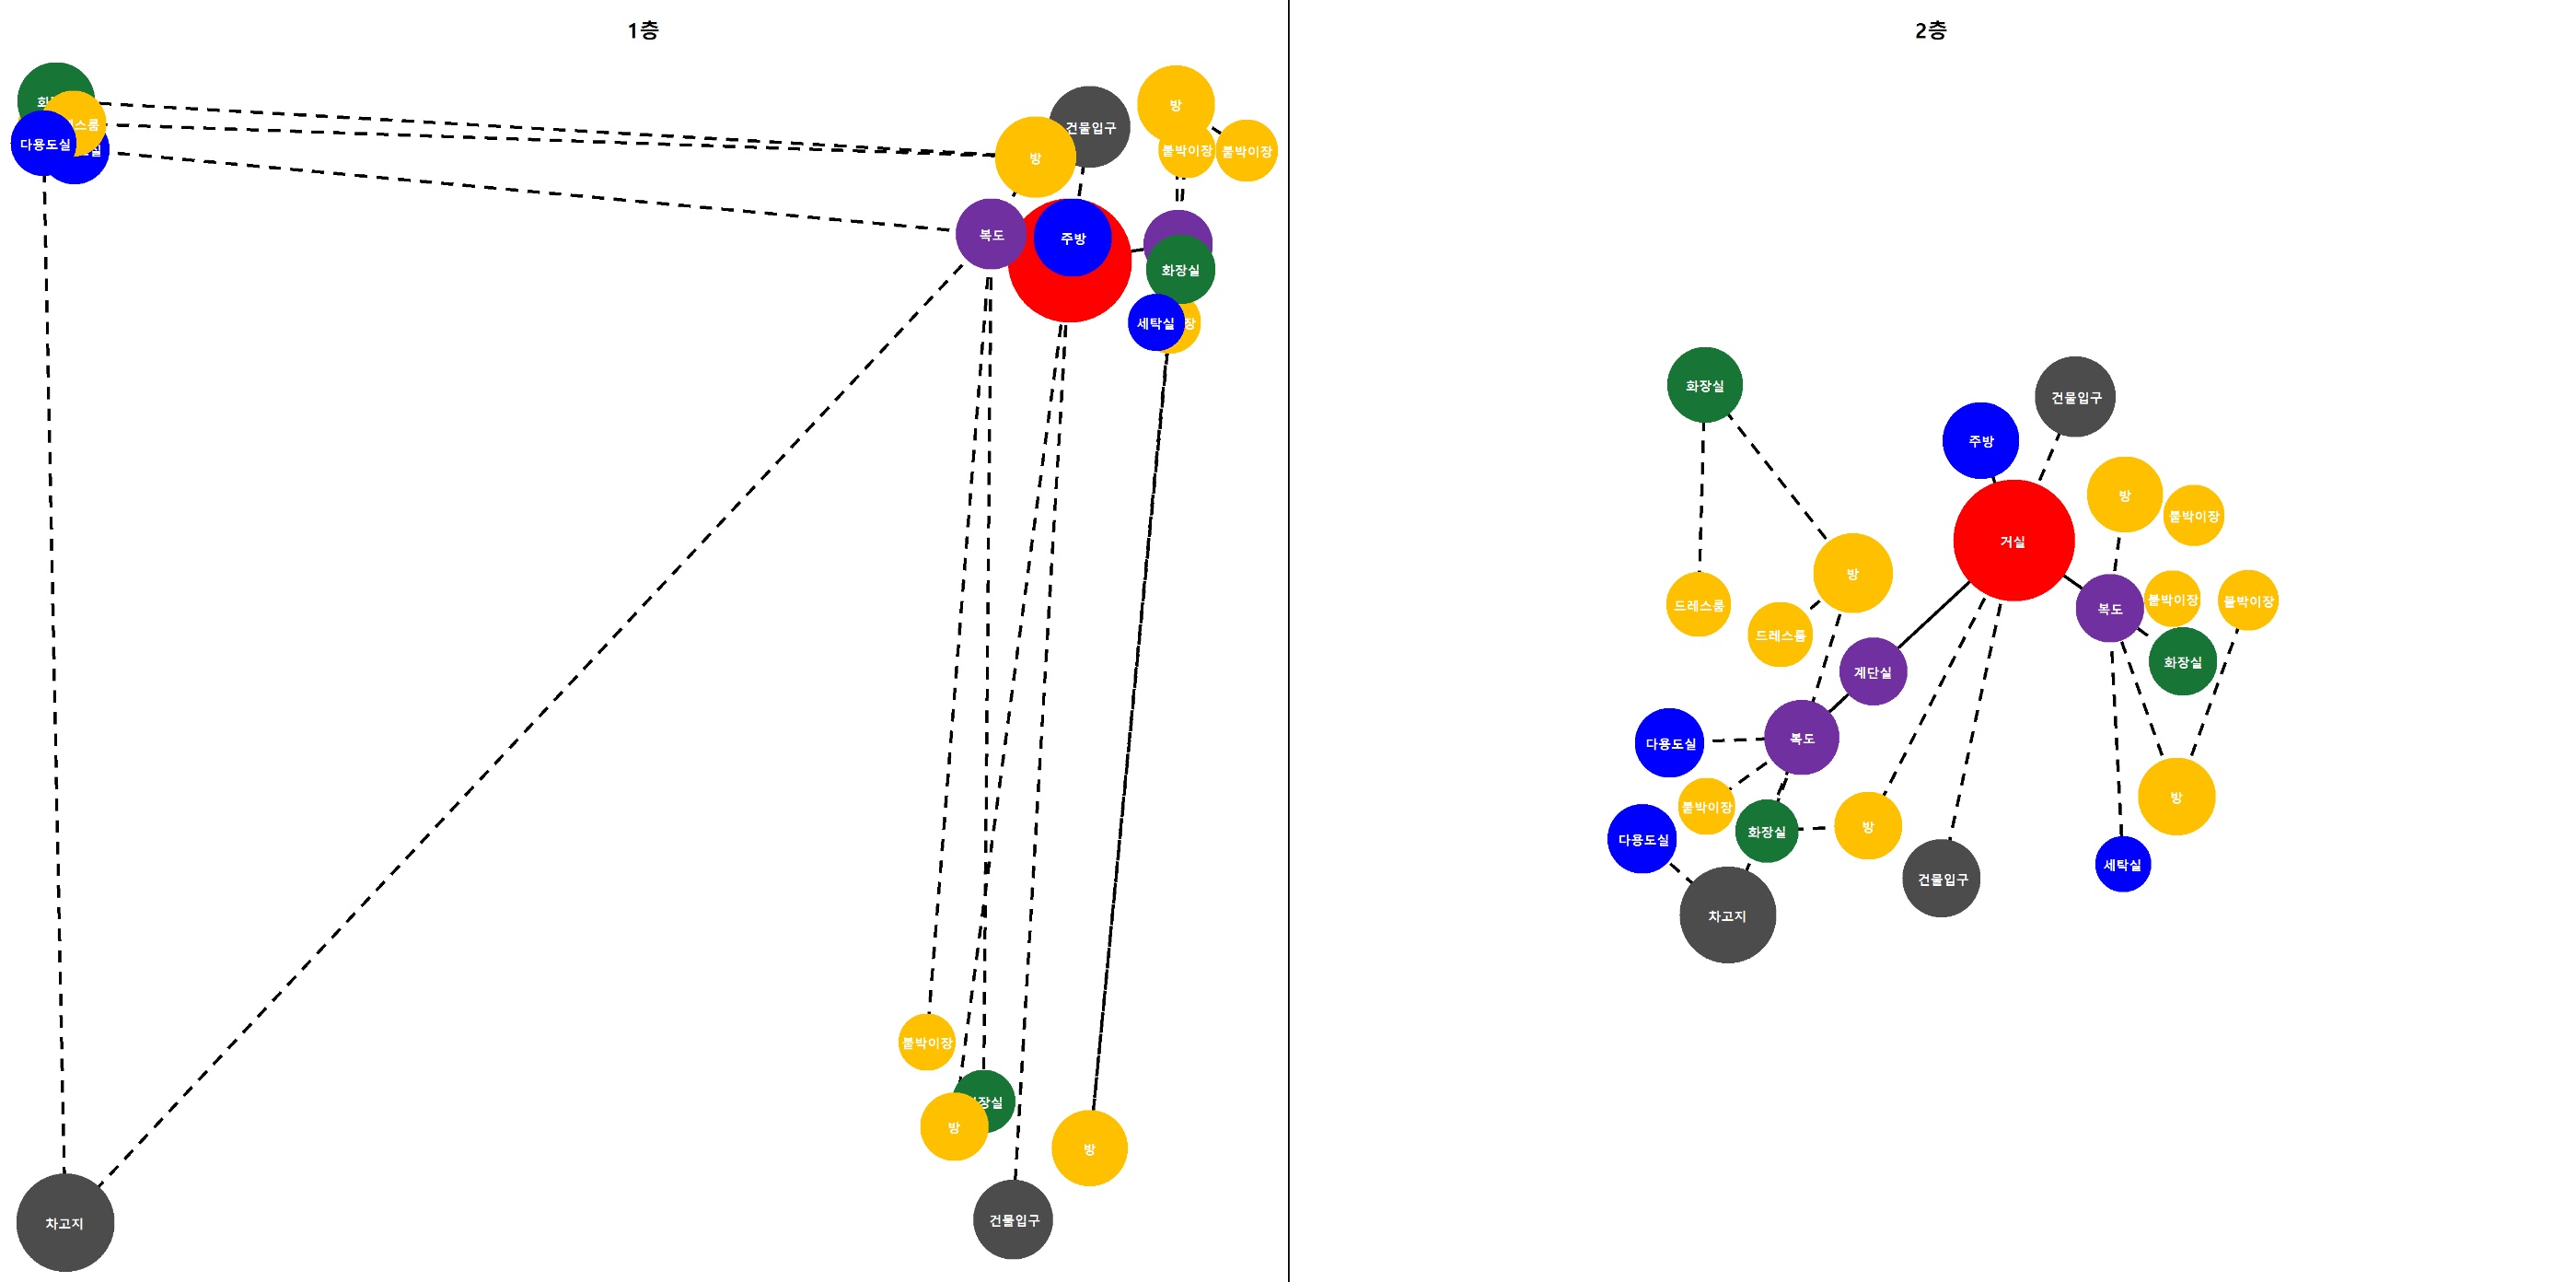 1층
2층
건물입구
방
방
스룸
다용도실
붙박이장
붙박이장
복도
주방
화장실
세탁실
장
붙박이장
장실
방
방
건물입구
차고지
화장실
건물입구
주방
방
붙박이장
거실
방
드레스룸
드레스룸
붙박이장
붙박이장
복도
화장실
계단실
복도
다용도실
붙박이장
방
다용도실
화장실
방
세탁실
건물입구
차고지